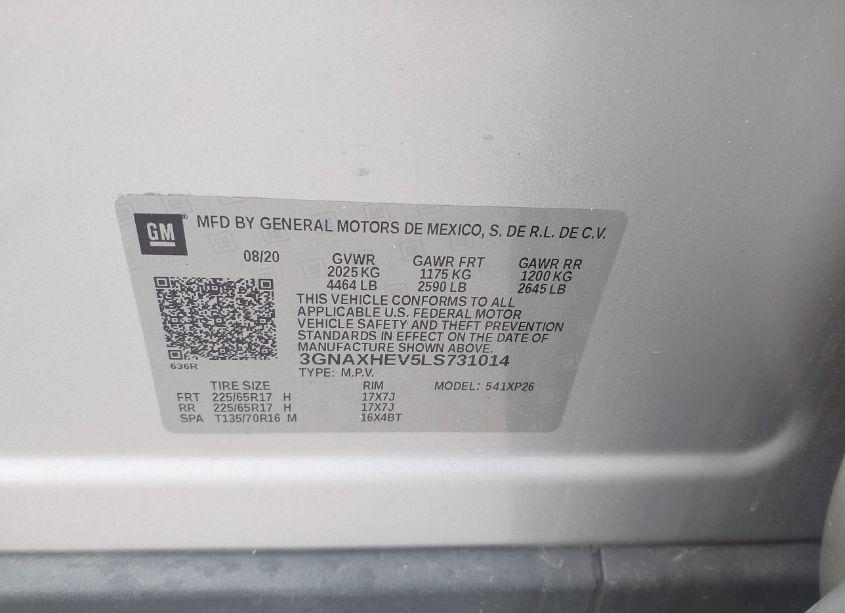 GM® MFD BY GENERAL MOTORS DE MEXICO, S. DE R.L. DE C.V.
08/20 GVWR GAWR FRT GAWR RR
2025 KG 1175 KG 1200 KG
4464 LB 2590 LB 2645 LB
THIS VEHICLE CONFORMS TO ALL
APPLICABLE U.S. FEDERAL MOTOR
VEHICLE SAFETY AND THEFT PREVENTION
STANDARDS IN EFFECT ON THE DATE OF
MANUFACTURE SHOWN ABOVE.
636R 3GNAXHEV5LS731014
TYPE: M.P.V.
TIRE SIZE RIM MODEL: 541XP26
FRT 225/65R17 H 17X7J
RR 225/65R17 H 17X7J
SPA T135/70R16 M 16X4BT